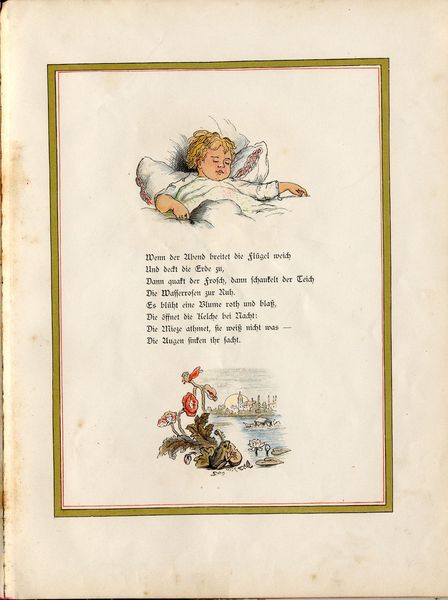 Wenn der Abend breitet die Flügel weich
Und deckt die Erde zu,
Dann quakt der Frosch, dann schaukelt der Teich
Die Wasserrosen zur Ruh.
Es blüht eine Blume roth und blaß,
Die öffnet die Kelche bei Nacht:
Die Mieze athmet, sie weiß nicht was —
Die Augen sinken ihr sacht.